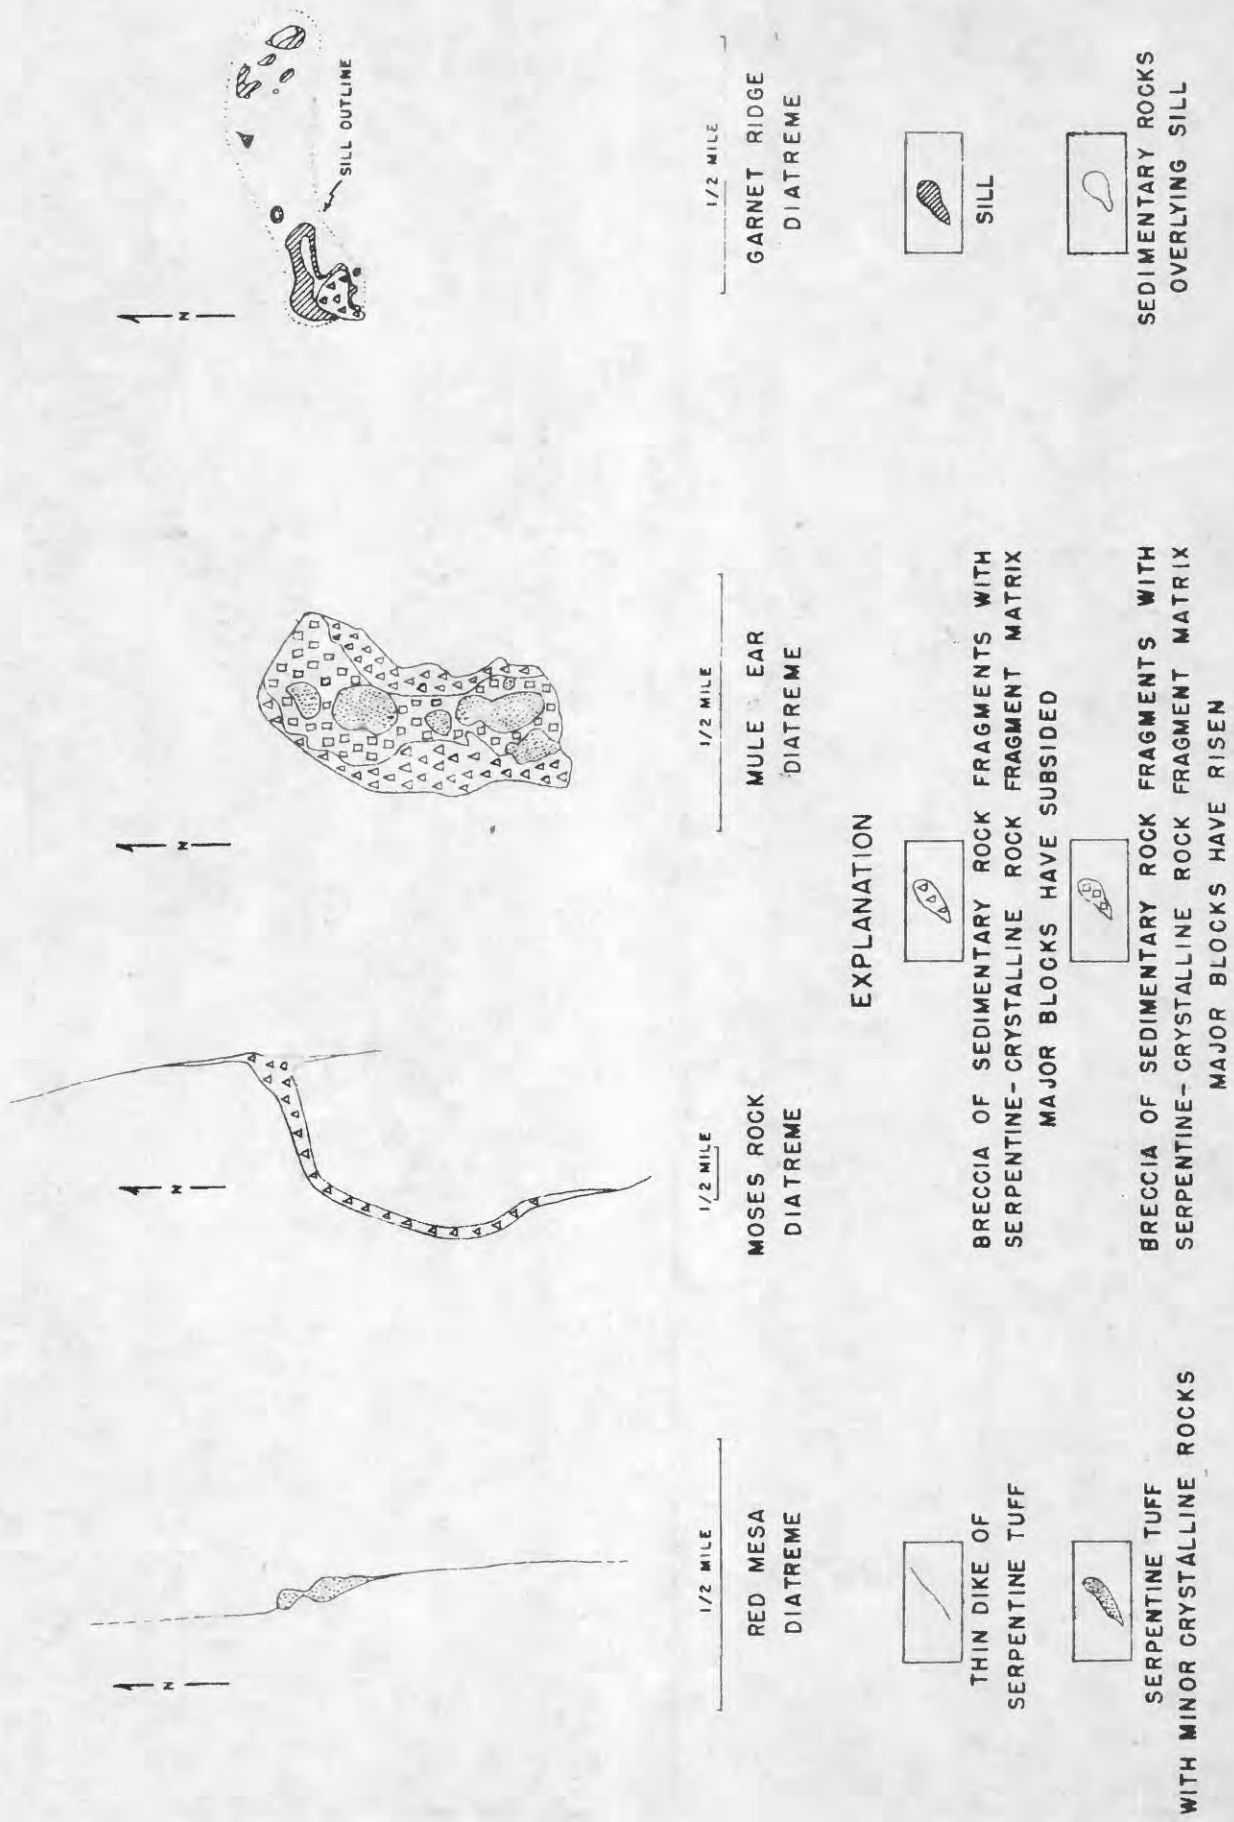 N
N
N
N
SILL OUTLINE
1/2 MILE
RED MESA
DIATREME
1/2 MILE
MOSES ROCK
DIATREME
1/2 MILE
MULE EAR
DIATREME
1/2 MILE
GARNET RIDGE
DIATREME
EXPLANATION
THIN DIKE OF
SERPENTINE TUFF
BRECCIA OF SEDIMENTARY ROCK FRAGMENTS WITH
SERPENTINE-CRYSTALLINE ROCK FRAGMENT MATRIX
MAJOR BLOCKS HAVE SUBSIDED
SILL
SERPENTINE TUFF
WITH MINOR CRYSTALLINE ROCKS
BRECCIA OF SEDIMENTARY ROCK FRAGMENTS WITH
SERPENTINE-CRYSTALLINE ROCK FRAGMENT MATRIX
MAJOR BLOCKS HAVE RISEN
SEDIMENTARY ROCKS
OVERLYING SILL